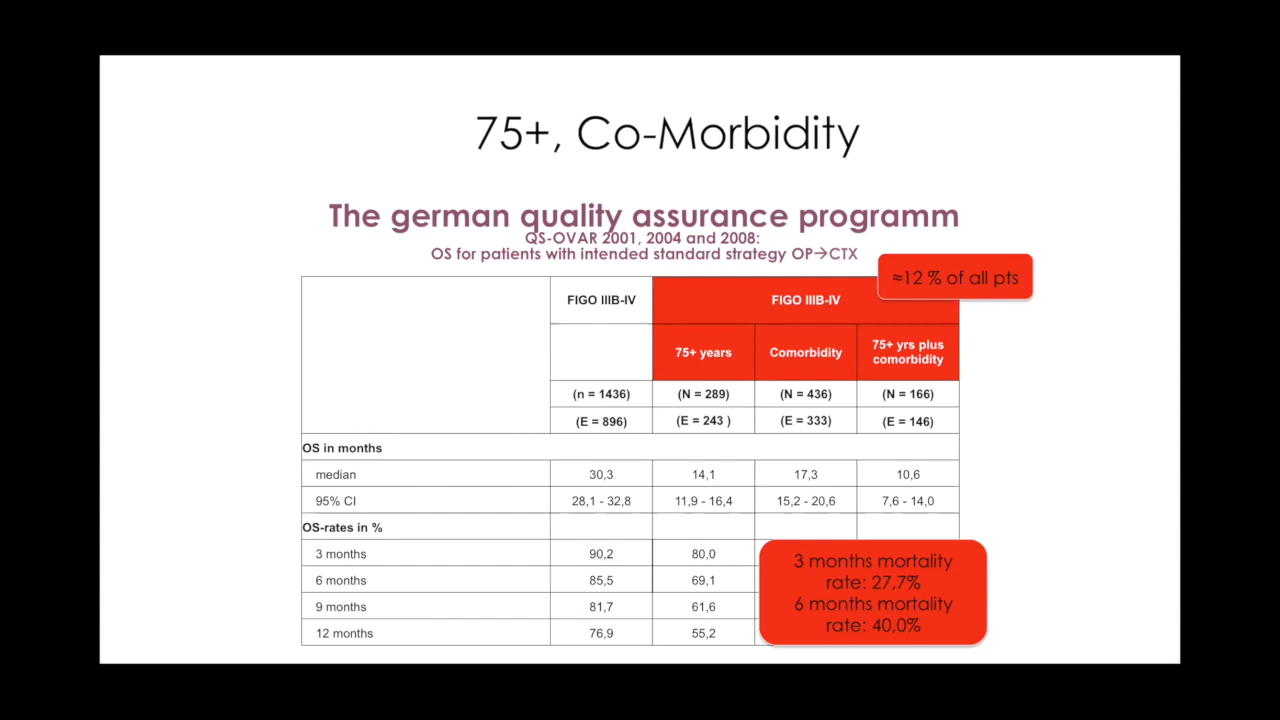 75+, Co-Morbidity
The german quality assurance programm
QS-OVAR 2001, 2004 and 2008:
OS for patients with intended standard strategy OP→CTX
≈12 % of all pts
FIGO IIIB-IV FIGO IIIB-IV
75+ years Comorbidity 75+ yrs plus
comorbidity
(n = 1436) (N = 289) (N = 436) (N = 166)
(E = 896) (E = 243 ) (E = 333) (E = 146)
OS in months
median 30,3 14,1 17,3 10,6
95% CI 28,1 - 32,8 11,9 - 16,4 15,2 - 20,6 7,6 - 14,0
OS-rates in %
3 months 90,2 80,0
6 months 85,5 69,1
9 months 81,7 61,6
12 months 76,9 55,2
3 months mortality
rate: 27,7%
6 months mortality
rate: 40,0%